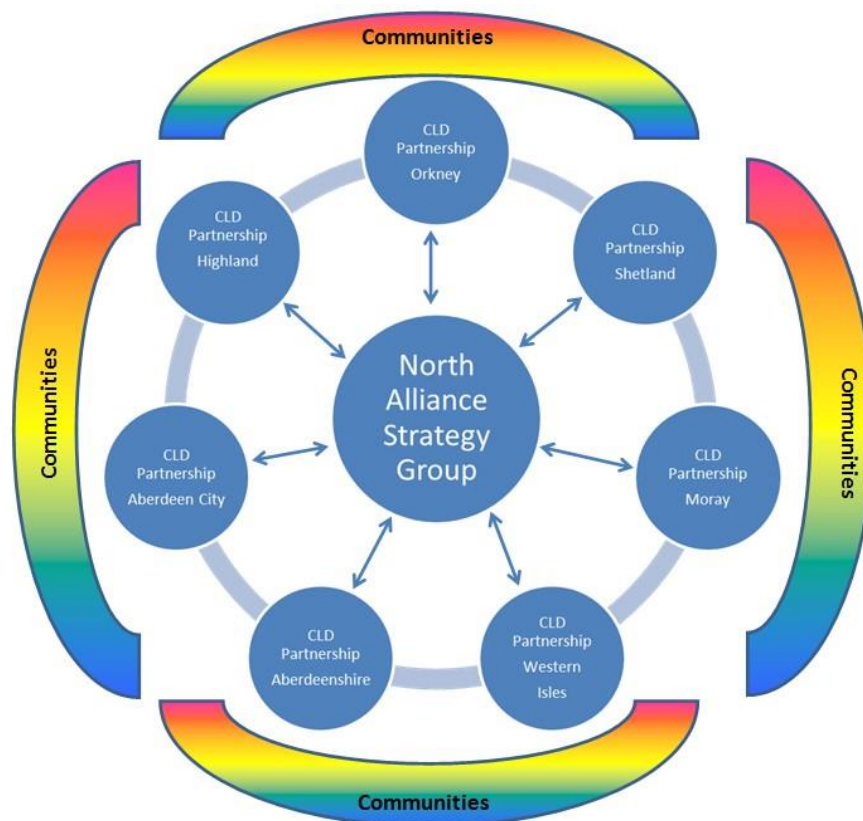 Communities
CLD
Partnership
Orkney
CLD
Partnership
Highland
CLD
Partnership
Shetland
Communities
North
Alliance
Strategy
Group
Communities
CLD
Partnership
Aberdeen City
CLD
Partnership
Moray
CLD
Partnership
Aberdeenshire
CLD
Partnership
Western
Isles
Communities